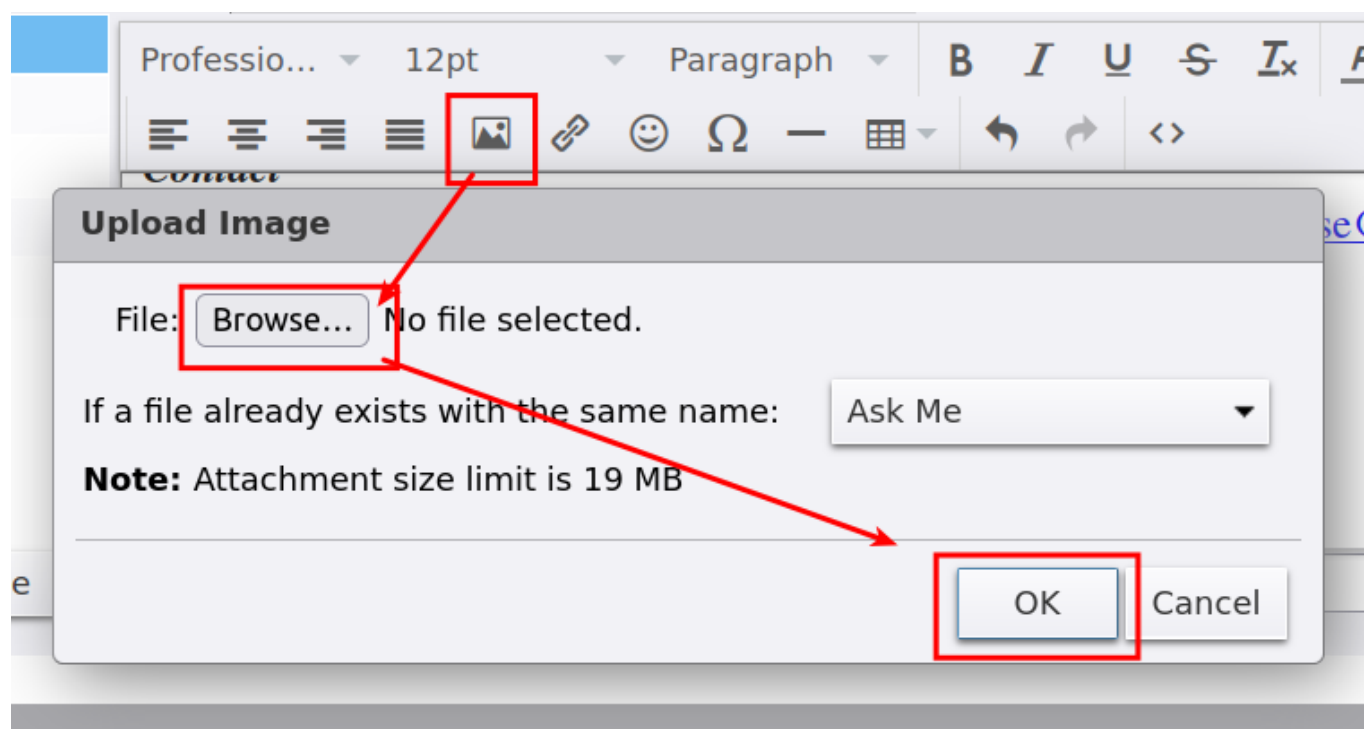 Professio... 12pt Paragraph B I U S Tx A
Contact
Upload Image
File: Browse... No file selected.
If a file already exists with the same name: Ask Me
Note: Attachment size limit is 19 MB
OK Cancel